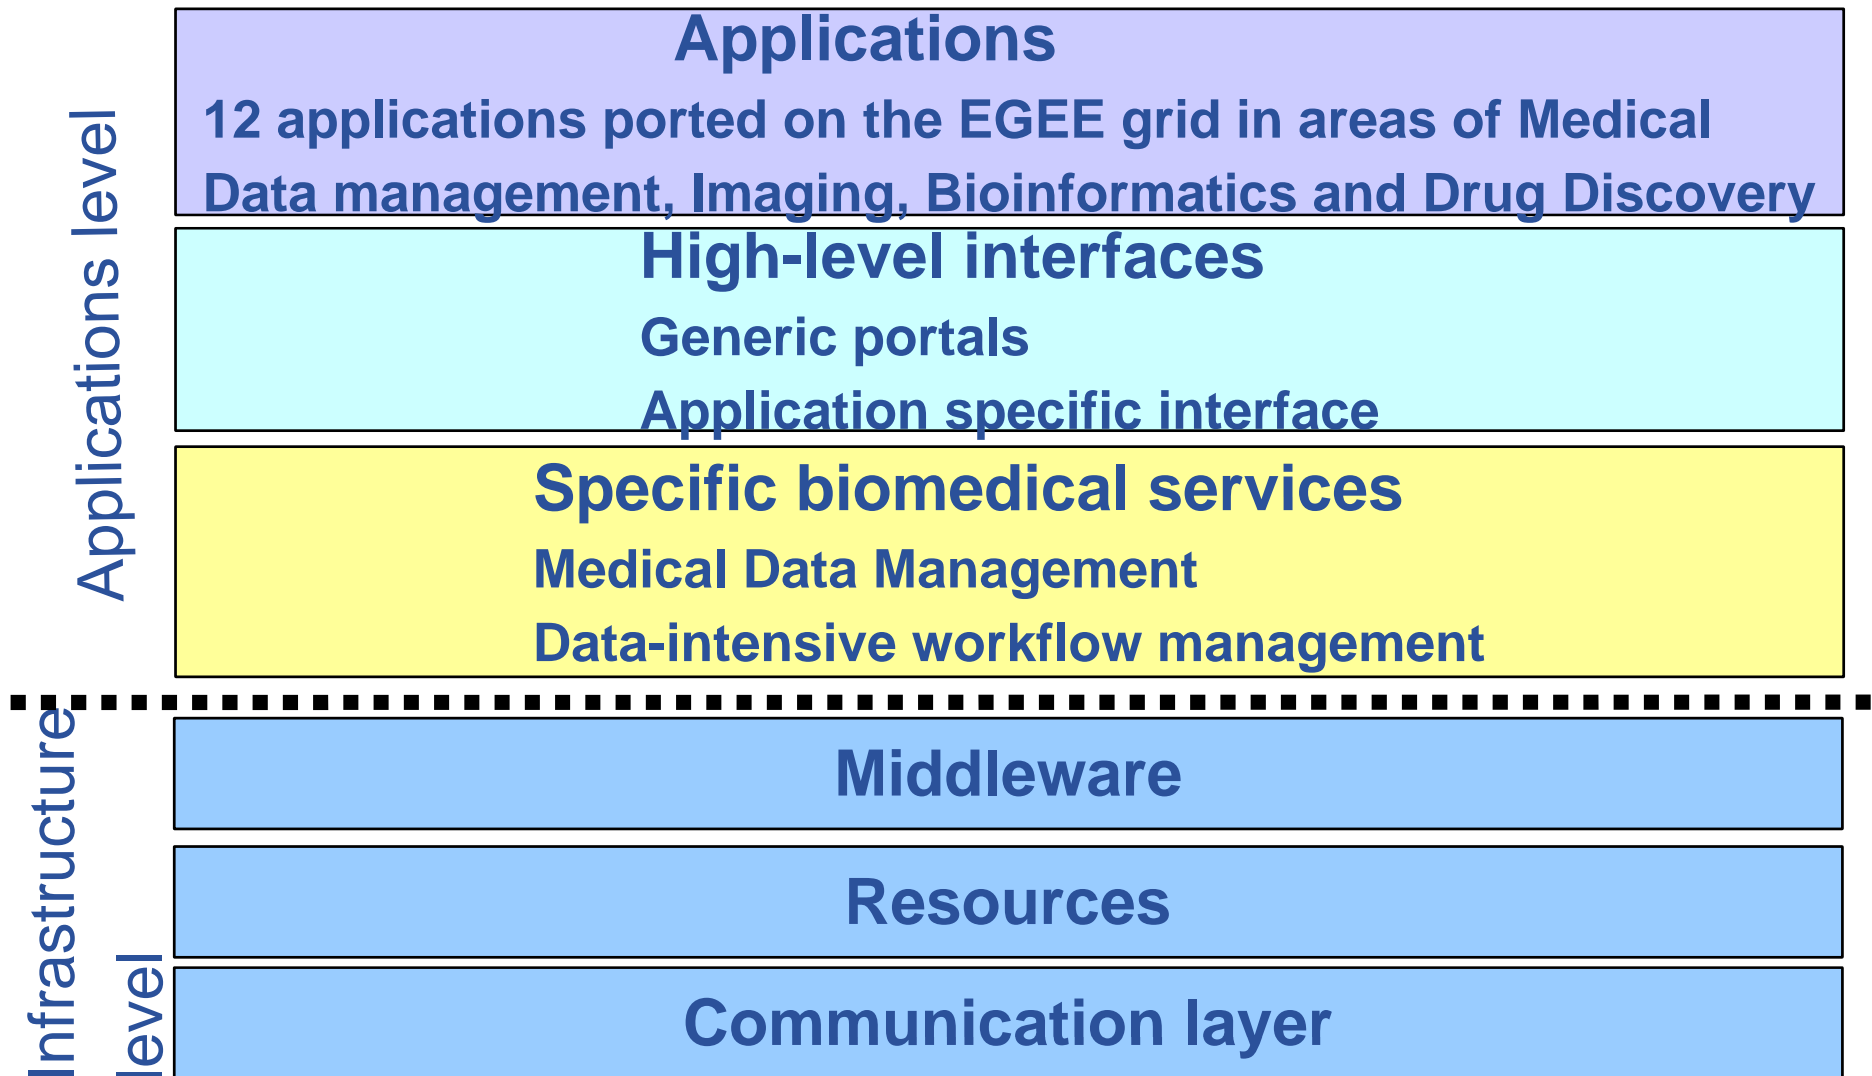 Applications level
Applications
12 applications ported on the EGEE grid in areas of Medical
Data management, Imaging, Bioinformatics and Drug Discovery
High-level interfaces
Generic portals
Application specific interface
Specific biomedical services
Medical Data Management
Data-intensive workflow management
Infrastructure
level
Middleware
Resources
Communication layer